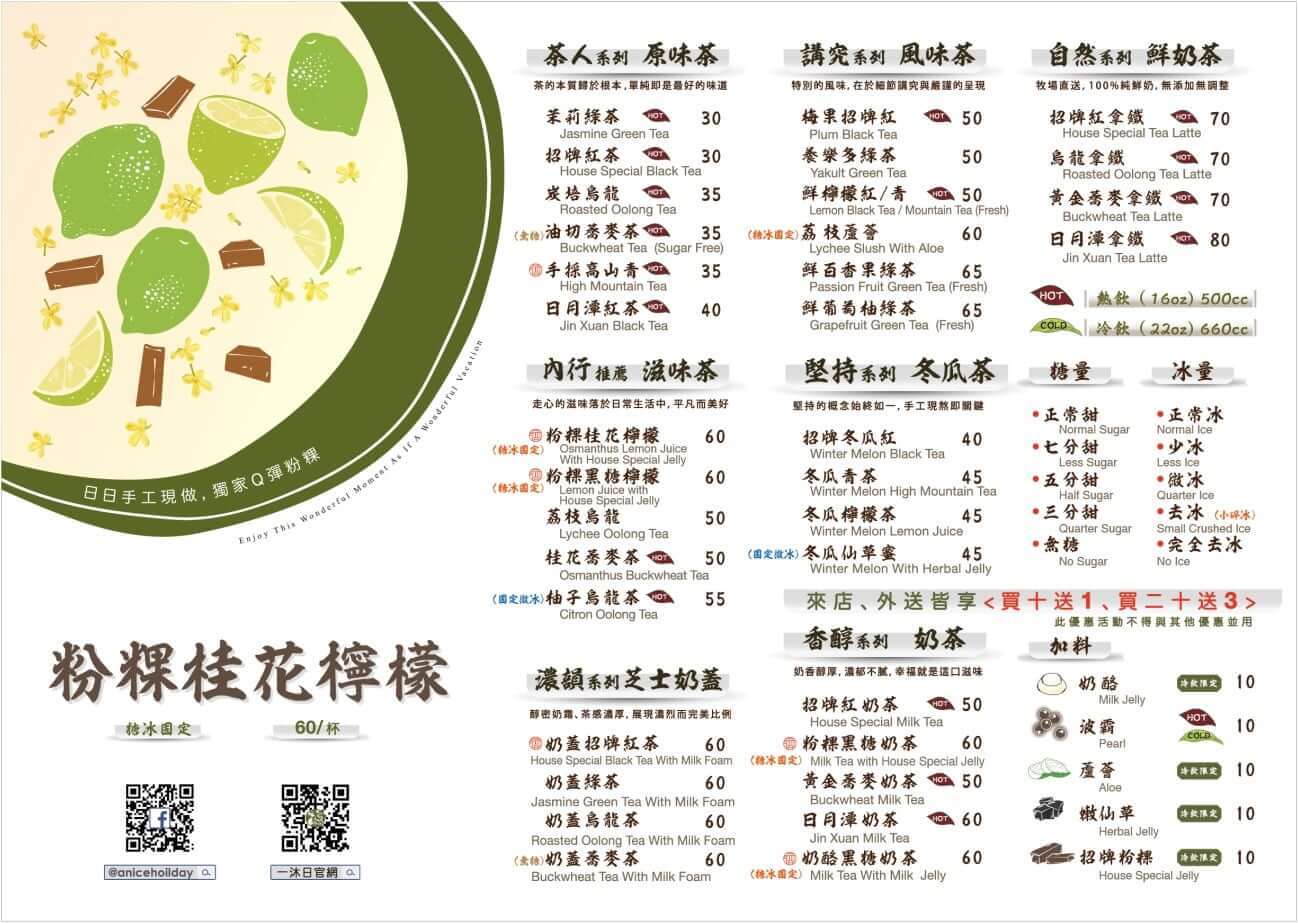 日日手工現做,獨家Q彈粉粿
Enjoy This Wonderful Moment As If A Wonderful Vacation
粉粿桂花檸檬
糖冰固定
60/杯
@aniceholiday
一沐日官網
茶人系列 原味茶
茶的本質歸於根本,單純即是最好的味道
茉莉綠茶 HOT 30
Jasmine Green Tea
招牌紅茶 HOT 30
House Special Black Tea
炭焙烏龍 HOT 35
Roasted Oolong Tea
(無糖)油切蕎麥茶 HOT 35
Buckwheat Tea (Sugar Free)
手採高山青 HOT 35
High Mountain Tea
日月潭紅茶 HOT 40
Jin Xuan Black Tea
內行推薦 滋味茶
走心的滋味落於日常生活中,平凡而美好
粉粿桂花檸檬 60
(糖冰固定)
Osmanthus Lemon Juice
With House Special Jelly
粉粿黑糖檸檬 60
(糖冰固定)
Lemon Juice with
House Special Jelly
荔枝烏龍 50
Lychee Oolong Tea
桂花蕎麥茶 HOT 50
Osmanthus Buckwheat Tea
(固定微冰)柚子烏龍茶 HOT 55
Citron Oolong Tea
濃韻系列芝士奶蓋
醇密奶霜、茶感濃厚,展現濃烈而完美比例
奶蓋招牌紅茶 60
House Special Black Tea With Milk Foam
奶蓋綠茶 60
Jasmine Green Tea With Milk Foam
奶蓋烏龍茶 60
Roasted Oolong Tea With Milk Foam
(無糖)奶蓋蕎麥茶 60
Buckwheat Tea With Milk Foam
講究系列 風味茶
特別的風味,在於細節講究與嚴謹的呈現
梅果招牌紅 HOT 50
Plum Black Tea
養樂多綠茶 50
Yakult Green Tea
鮮檸檬紅/青 HOT 50
Lemon Black Tea / Mountain Tea (Fresh)
(糖冰固定)荔枝蘆薈 60
Lychee Slush With Aloe
鮮百香果綠茶 65
Passion Fruit Green Tea (Fresh)
鮮葡萄柚綠茶 65
Grapefruit Green Tea (Fresh)
堅持系列 冬瓜茶
堅持的概念始終如一,手工現熬即關鍵
招牌冬瓜紅 40
Winter Melon Black Tea
冬瓜青茶 45
Winter Melon High Mountain Tea
冬瓜檸檬茶 45
Winter Melon Lemon Juice
(固定微冰)冬瓜仙草蜜 45
Winter Melon With Herbal Jelly
來店、外送皆享<買十送1、買二十送3>
此優惠活動不得與其他優惠並用
香醇系列 奶茶
奶香醇厚,濃郁不膩,幸福就是這口滋味
招牌紅奶茶 HOT 50
House Special Milk Tea
粉粿黑糖奶茶 60
(糖冰固定) Milk Tea with House Special Jelly
黃金蕎麥奶茶 HOT 50
Buckwheat Milk Tea
日月潭奶茶 HOT 60
Jin Xuan Milk Tea
奶酪黑糖奶茶 60
(糖冰固定) Milk Tea With Milk Jelly
自然系列 鮮奶茶
牧場直送,100%純鮮奶,無添加無調整
招牌紅拿鐵 HOT 70
House Special Tea Latte
烏龍拿鐵 HOT 70
Roasted Oolong Tea Latte
黃金蕎麥拿鐵 HOT 70
Buckwheat Tea Latte
日月潭拿鐵 HOT 80
Jin Xuan Tea Latte
HOT 熱飲 (16oz) 500cc
COLD 冷飲 (22oz) 660cc
糖量
正常甜
Normal Sugar
七分甜
Less Sugar
五分甜
Half Sugar
三分甜
Quarter Sugar
無糖
No Sugar
冰量
正常冰
Normal Ice
少冰
Less Ice
微冰
Quarter Ice
去冰 (小碎冰)
Small Crushed Ice
完全去冰
No Ice
加料
奶酪 冷飲限定 10
Milk Jelly
波霸 HOT COLD 10
Pearl
蘆薈 冷飲限定 10
Aloe
嫩仙草 冷飲限定 10
Herbal Jelly
招牌粉粿 冷飲限定 10
House Special Jelly